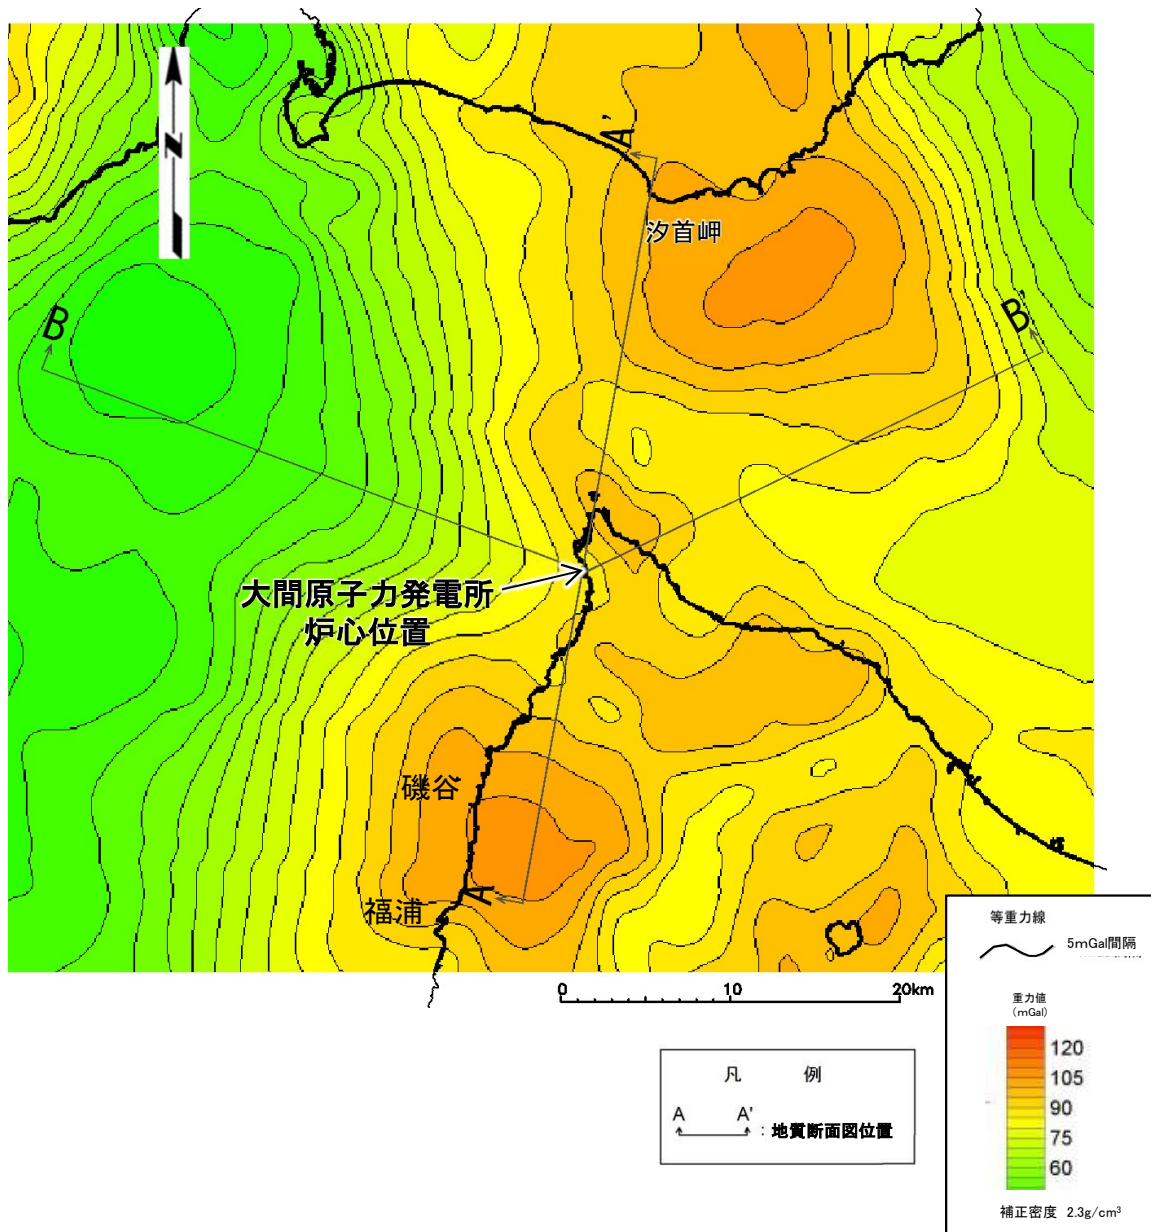 N
A'
汐首岬
B
B'
大間原子力発電所
炉心位置
磯谷
A
福浦
0 10 20km
等重力線
5mGal間隔
重力値
(mGal)
120
105
90
75
60
補正密度 2.3g/cm³
凡 例
A A'
: 地質断面図位置